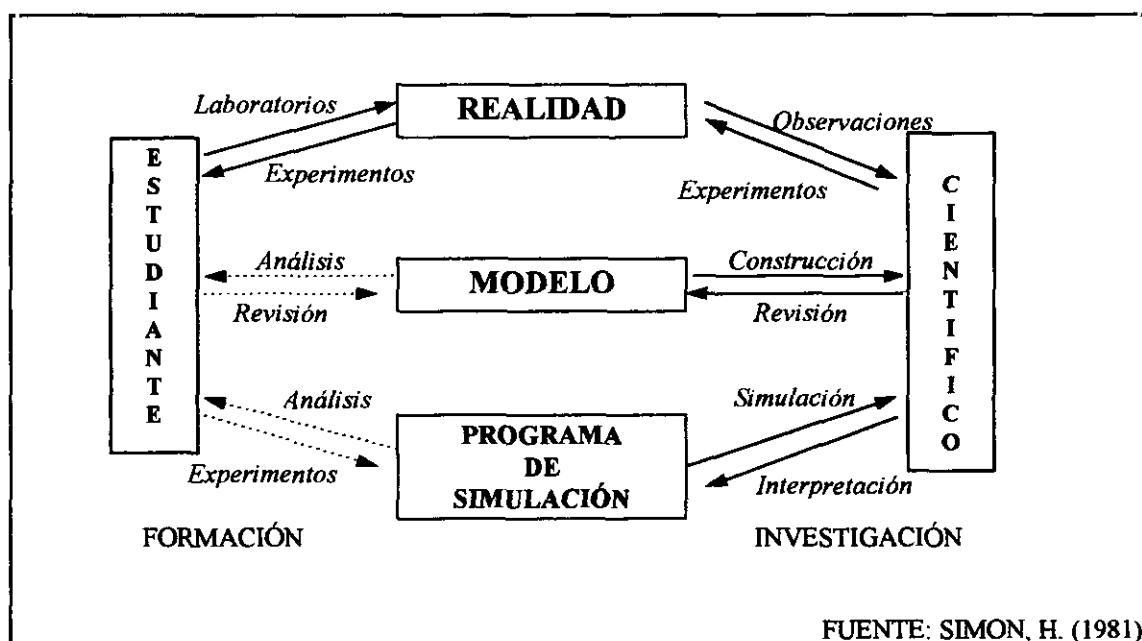 Laboratorios
REALIDAD
Observaciones
Experimentos
Experimentos
ESTUDIANTE
CIENTIFICO
Análisis
MODELO
Construcción
Revisión
Revisión
Análisis
Simulación
PROGRAMA
DE
SIMULACIÓN
Experimentos
Interpretación
FORMACIÓN
INVESTIGACIÓN
FUENTE: SIMON, H. (1981)